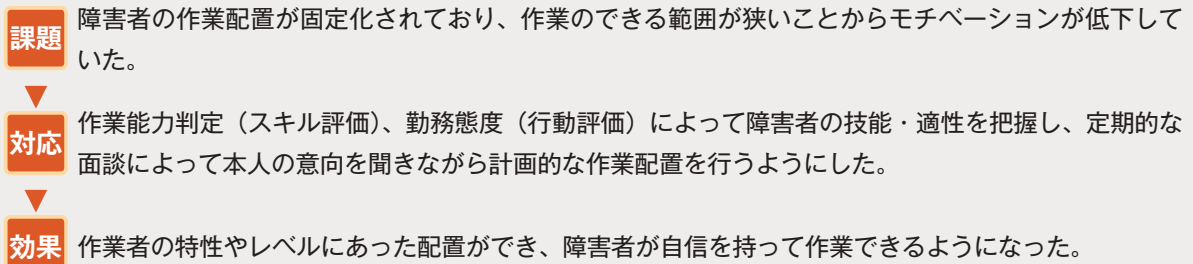 課題
障害者の作業配置が固定化されており、作業のできる範囲が狭いことからモチベーションが低下して
いた。
対応
作業能力判定（スキル評価）、勤務態度（行動評価）によって障害者の技能・適性を把握し、定期的な
面談によって本人の意向を聞きながら計画的な作業配置を行うようにした。
効果
作業者の特性やレベルにあった配置ができ、障害者が自信を持って作業できるようになった。